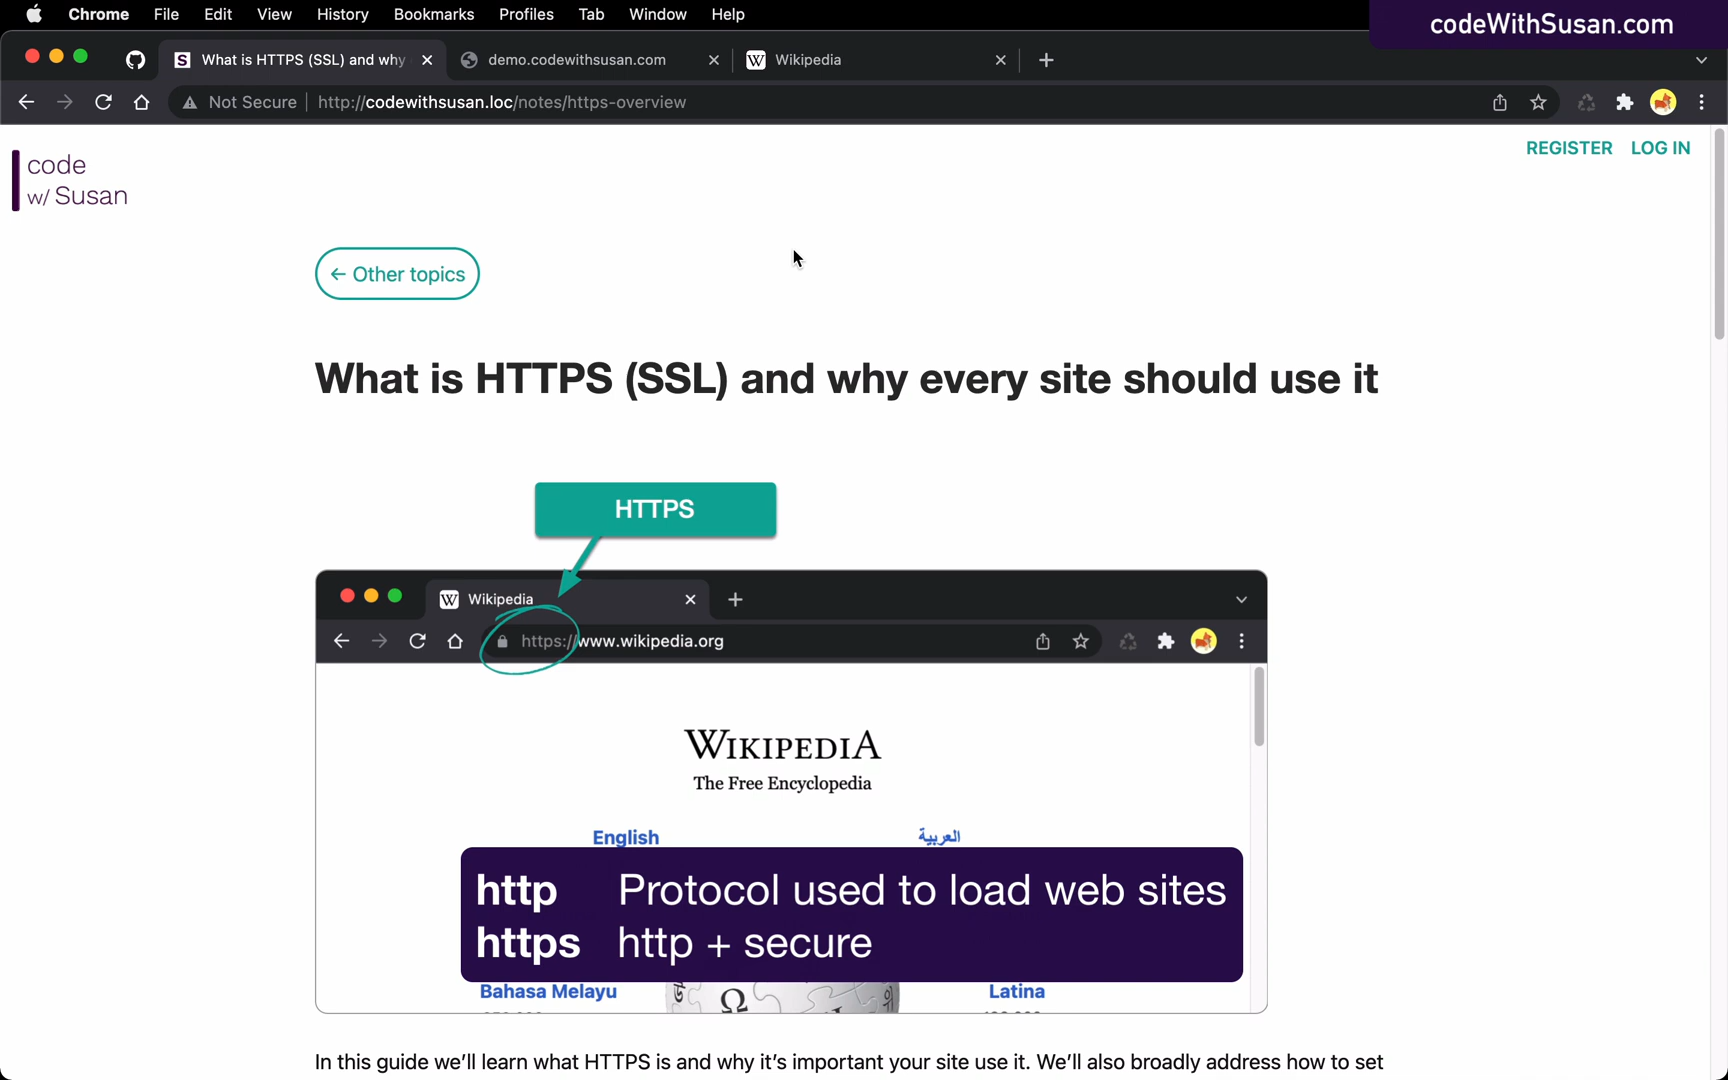 Chrome File Edit View History Bookmarks Profiles Tab Window Help
codeWithSusan.com
What is HTTPS (SSL) and why
demo.codewithsusan.com
Wikipedia
Not Secure http://codewithsusan.loc/notes/https-overview
REGISTER LOG IN
code
w/ Susan
← Other topics
What is HTTPS (SSL) and why every site should use it
HTTPS
Wikipedia
https://www.wikipedia.org
WIKIPEDIA
The Free Encyclopedia
English العربية
http Protocol used to load web sites
https http + secure
Bahasa Melayu Latina
In this guide we'll learn what HTTPS is and why it's important your site use it. We'll also broadly address how to set